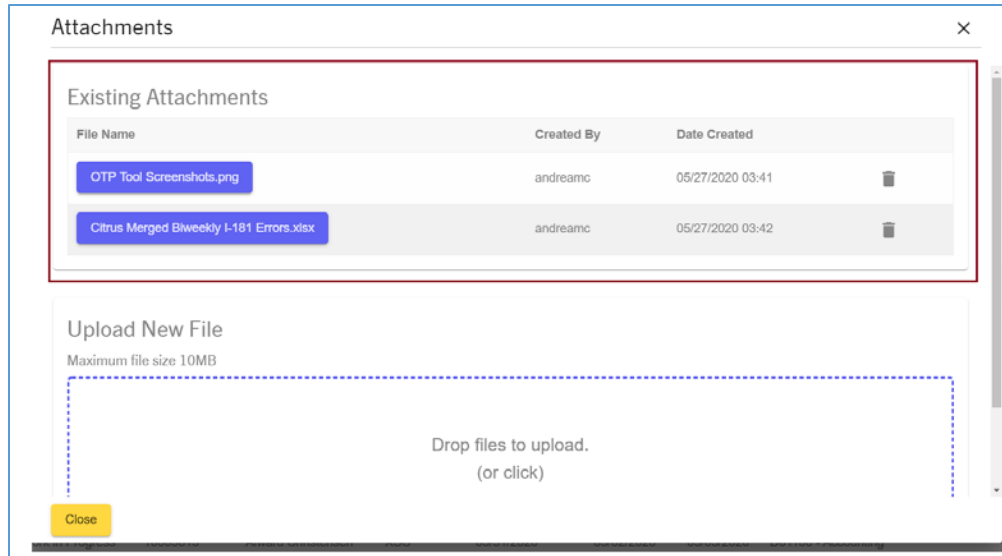 Attachments
Existing Attachments
File Name Created By Date Created
OTP Tool Screenshots.png andreamc 05/27/2020 03:41
Citrus Merged Biweekly I-181 Errors.xlsx andreamc 05/27/2020 03:42
Upload New File
Maximum file size 10MB
Drop files to upload.
(or click)
Close